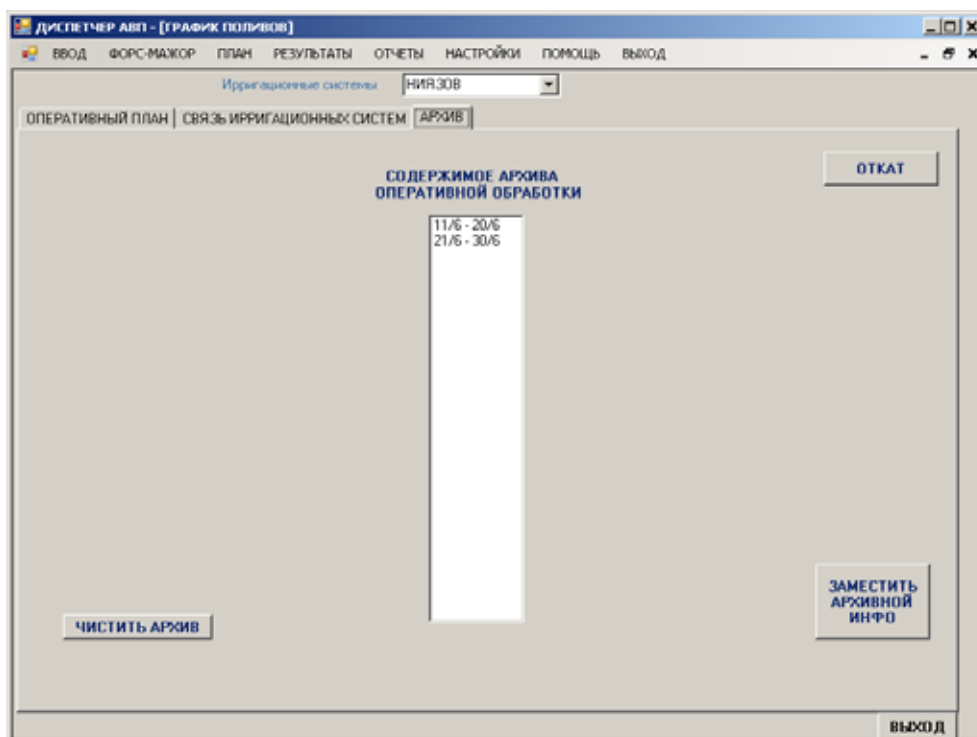 ДИСПЕТЧЕР АВП - [ГРАФИК ПОЛИВОВ]
ВВОД ФОРС-МАЖОР ПЛАН РЕЗУЛЬТАТЫ ОТЧЕТЫ НАСТРОЙКИ ПОМОЩЬ ВЫХОД
Ирригационные системы НИЯЗОВ
ОПЕРАТИВНЫЙ ПЛАН СВЯЗЬ ИРРИГАЦИОННЫХ СИСТЕМ АРХИВ
СОДЕРЖИМОЕ АРХИВА
ОПЕРАТИВНОЙ ОБРАБОТКИ
ОТКАТ
11/6 - 20/6
21/6 - 30/6
ЗАМЕСТИТЬ
АРХИВНОЙ
ИНФО
ЧИСТИТЬ АРХИВ
ВЫХОД